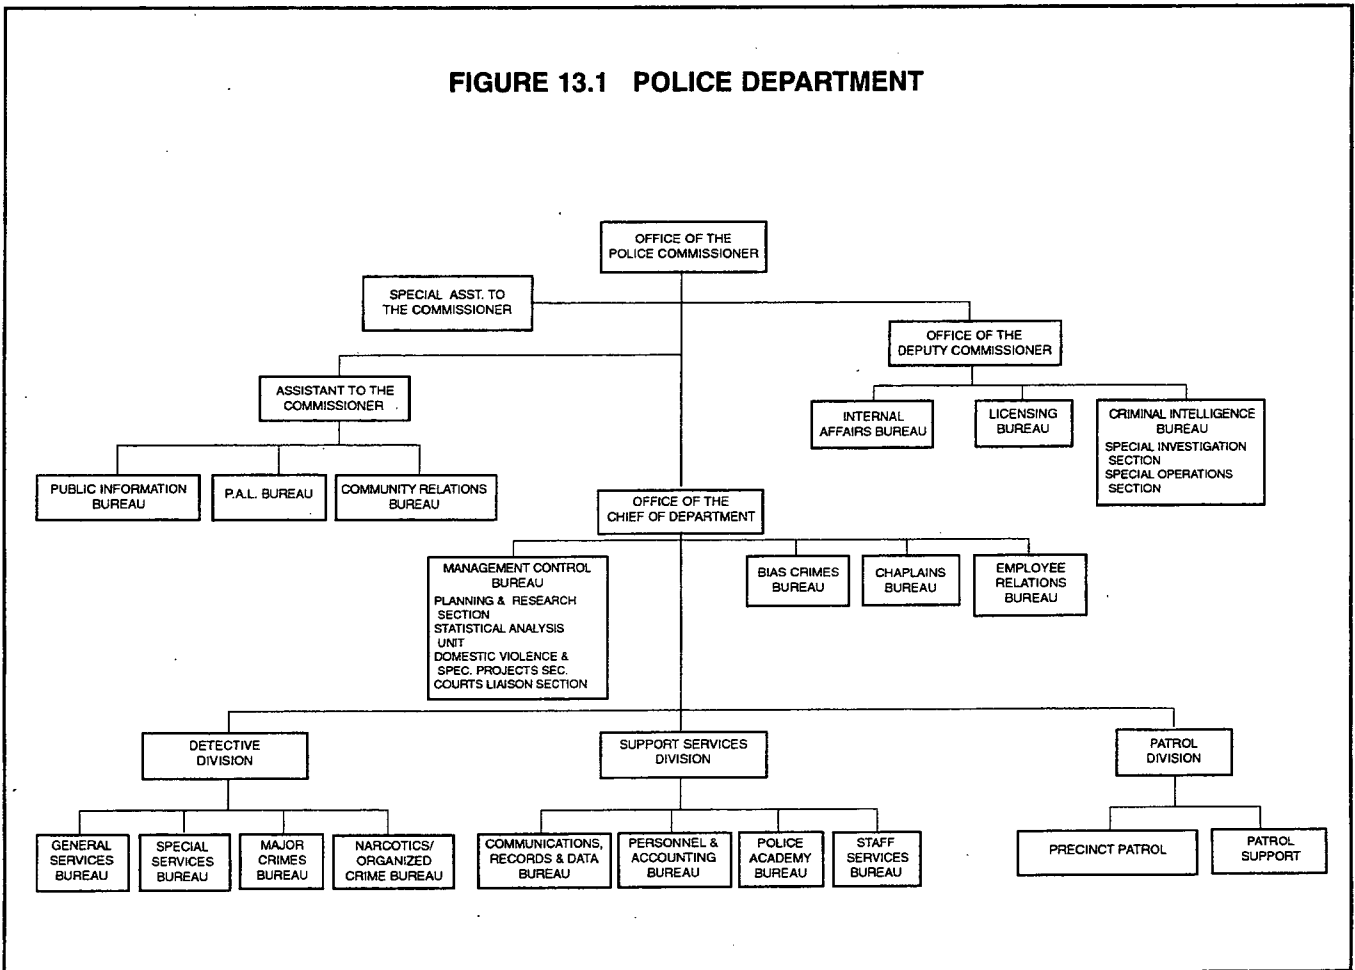 FIGURE 13.1 POLICE DEPARTMENT
OFFICE OF THE
POLICE COMMISSIONER
SPECIAL ASST. TO
THE COMMISSIONER
OFFICE OF THE
DEPUTY COMMISSIONER
ASSISTANT TO THE
COMMISSIONER
INTERNAL
AFFAIRS BUREAU
LICENSING
BUREAU
CRIMINAL INTELLIGENCE
BUREAU
SPECIAL INVESTIGATION
SECTION
SPECIAL OPERATIONS
SECTION
PUBLIC INFORMATION
BUREAU
P.A.L. BUREAU
COMMUNITY RELATIONS
BUREAU
OFFICE OF THE
CHIEF OF DEPARTMENT
MANAGEMENT CONTROL
BUREAU
PLANNING & RESEARCH
SECTION
STATISTICAL ANALYSIS
UNIT
DOMESTIC VIOLENCE &
SPEC. PROJECTS SEC.
COURTS LIAISON SECTION
BIAS CRIMES
BUREAU
CHAPLAINS
BUREAU
EMPLOYEE
RELATIONS
BUREAU
DETECTIVE
DIVISION
SUPPORT SERVICES
DIVISION
PATROL
DIVISION
GENERAL
SERVICES
BUREAU
SPECIAL
SERVICES
BUREAU
MAJOR
CRIMES
BUREAU
NARCOTICS/
ORGANIZED
CRIME BUREAU
COMMUNICATIONS,
RECORDS & DATA
BUREAU
PERSONNEL &
ACCOUNTING
BUREAU
POLICE
ACADEMY
BUREAU
STAFF
SERVICES
BUREAU
PRECINCT PATROL
PATROL
SUPPORT